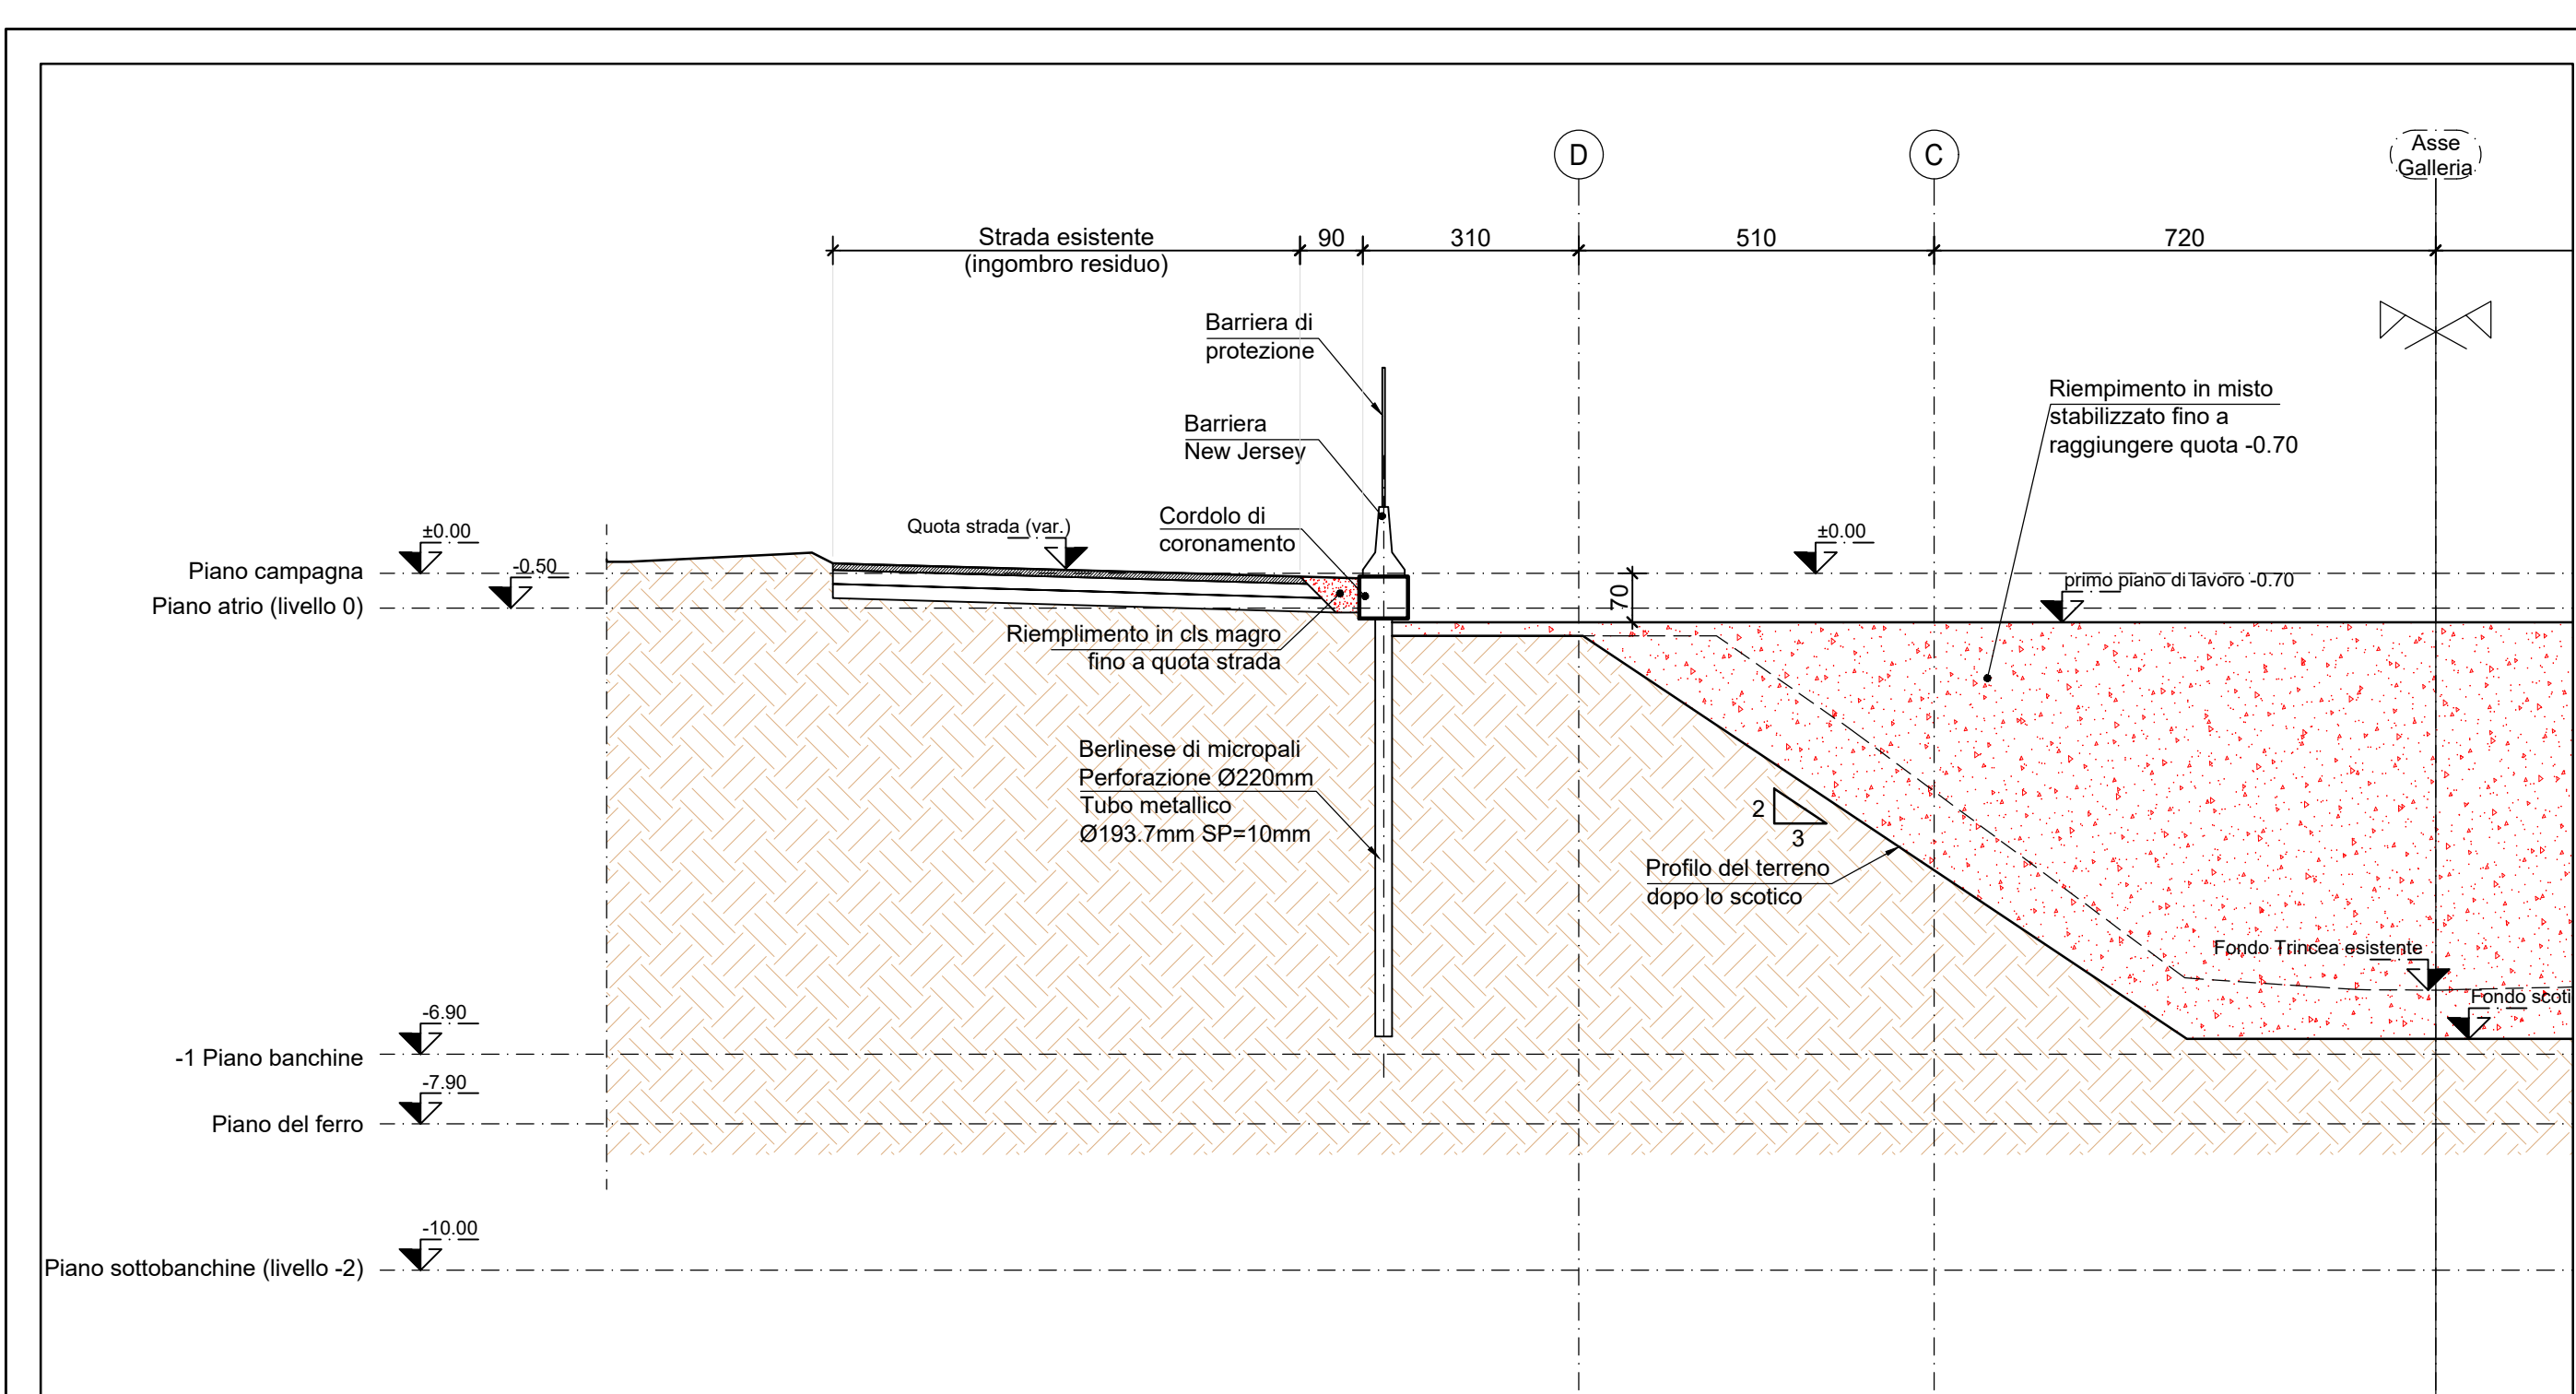 D
C
Asse
Galleria
Strada esistente
(ingombro residuo)
90
310
510
720
Barriera di
protezione
Barriera
New Jersey
Riempimento in misto
stabilizzato fino a
raggiungere quota -0.70
Cordolo di
coronamento
Quota strada (var.)
±0.00
-0.50
Piano campagna
Piano atrio (livello 0)
±0.00
primo piano di lavoro -0.70
70
Riemplimento in cls magro
fino a quota strada
Berlinese di micropali
Perforazione Ø220mm
Tubo metallico
Ø193.7mm SP=10mm
2
3
Profilo del terreno
dopo lo scotico
Fondo Trincea esistente
Fondo scoti
-6.90
-1 Piano banchine
-7.90
Piano del ferro
-10.00
Piano sottobanchine (livello -2)